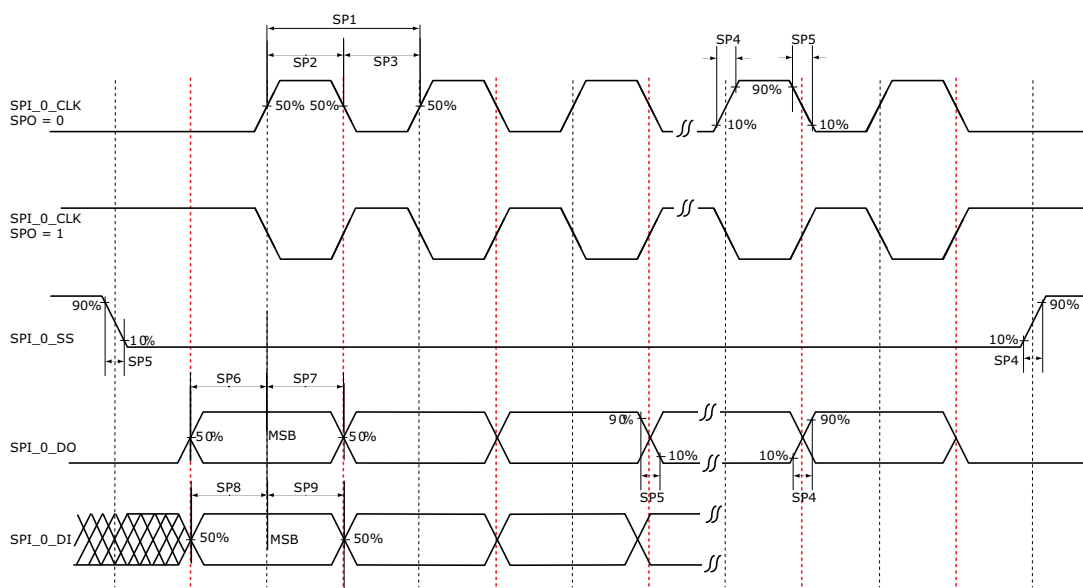 SP1
SP4 SP5
SP2 SP3
SPI_0_CLK
SPO = 0
50% 50% 50% 90%
10% 10%
SPI_0_CLK
SPO = 1
90% 90%
SPI_0_SS 10% 10%
SP5 SP4
SP6 SP7
90% 90%
50% MSB 50%
SPI_0_DO
10% 10%
SP8 SP9 SP5 SP4
SPI_0_DI 50% MSB 50%